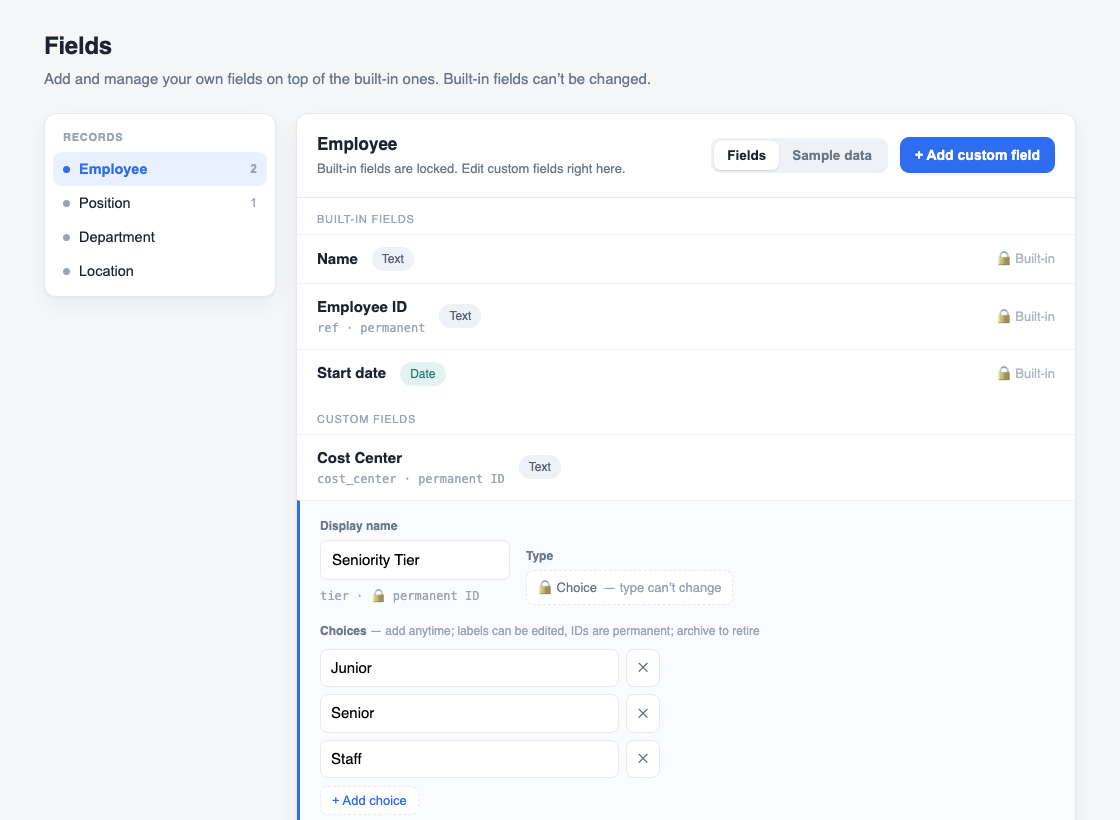 Fields
Add and manage your own fields on top of the built-in ones. Built-in fields can’t be changed.
RECORDS
Employee 2
Position 1
Department
Location
Employee
Built-in fields are locked. Edit custom fields right here.
Fields Sample data + Add custom field
BUILT-IN FIELDS
Name Text Built-in
Employee ID
ref · permanent
Text
Built-in
Start date Date Built-in
CUSTOM FIELDS
Cost Center
cost_center · permanent ID
Text
Display name
Seniority Tier
tier · permanent ID
Type
Choice — type can’t change
Choices — add anytime; labels can be edited, IDs are permanent; archive to retire
Junior ×
Senior ×
Staff ×
+ Add choice